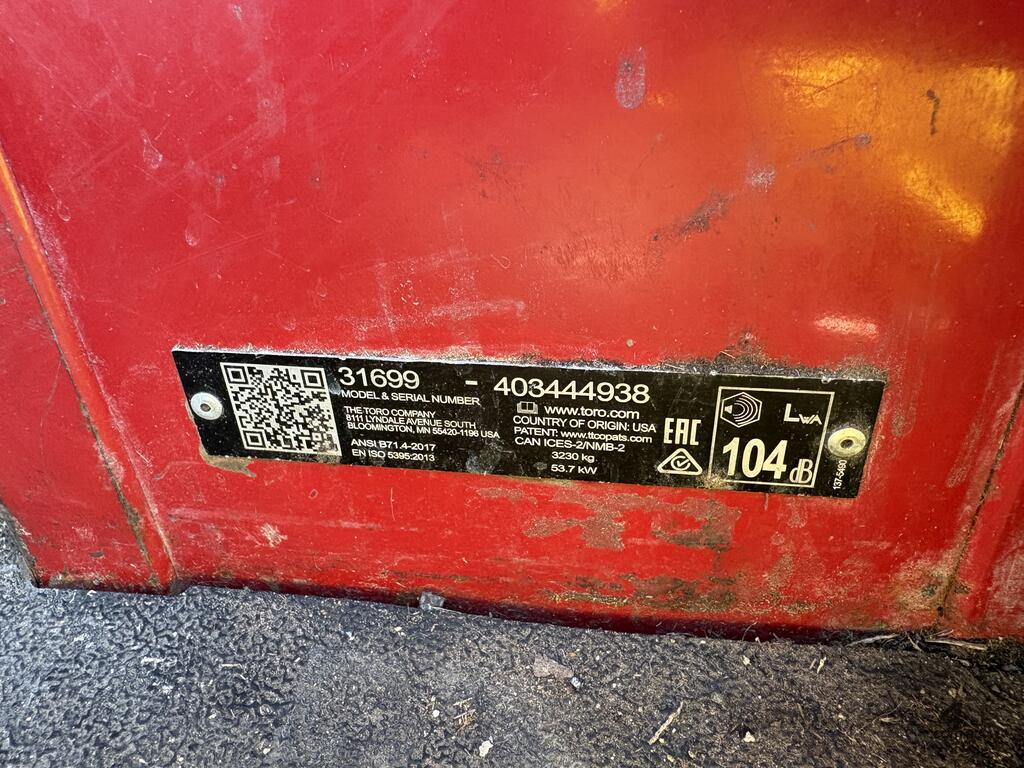 31699 - 403444938
MODEL & SERIAL NUMBER
THE TORO COMPANY
8111 LYNDALE AVENUE SOUTH
BLOOMINGTON, MN 55420-1196 USA
ANSI B71.4-2017
EN ISO 5395:2013
www.toro.com
COUNTRY OF ORIGIN: USA
PATENT: www.ttcopats.com
CAN ICES-2/NMB-2
3230 kg
53.7 kW
EAC
LWA
104 dB
137-5490